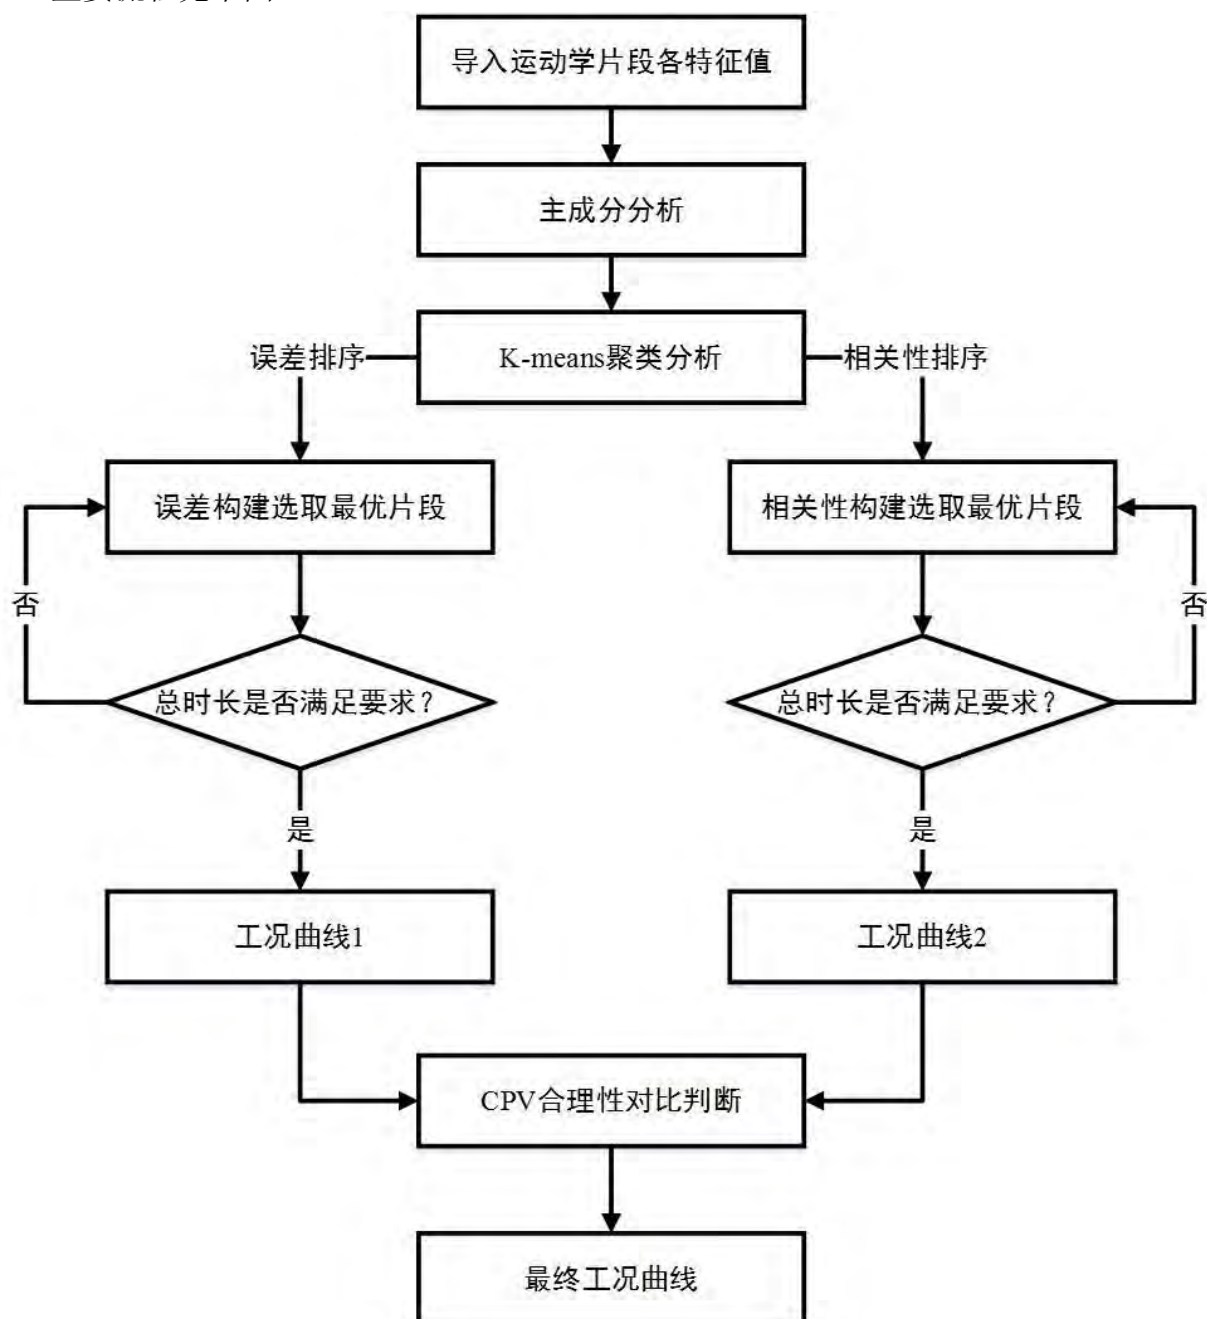 导入运动学片段各特征值
主成分分析
误差排序
K-means聚类分析
相关性排序
误差构建选取最优片段
相关性构建选取最优片段
否
否
总时长是否满足要求？
总时长是否满足要求？
是
是
工况曲线1
工况曲线2
CPV合理性对比判断
最终工况曲线